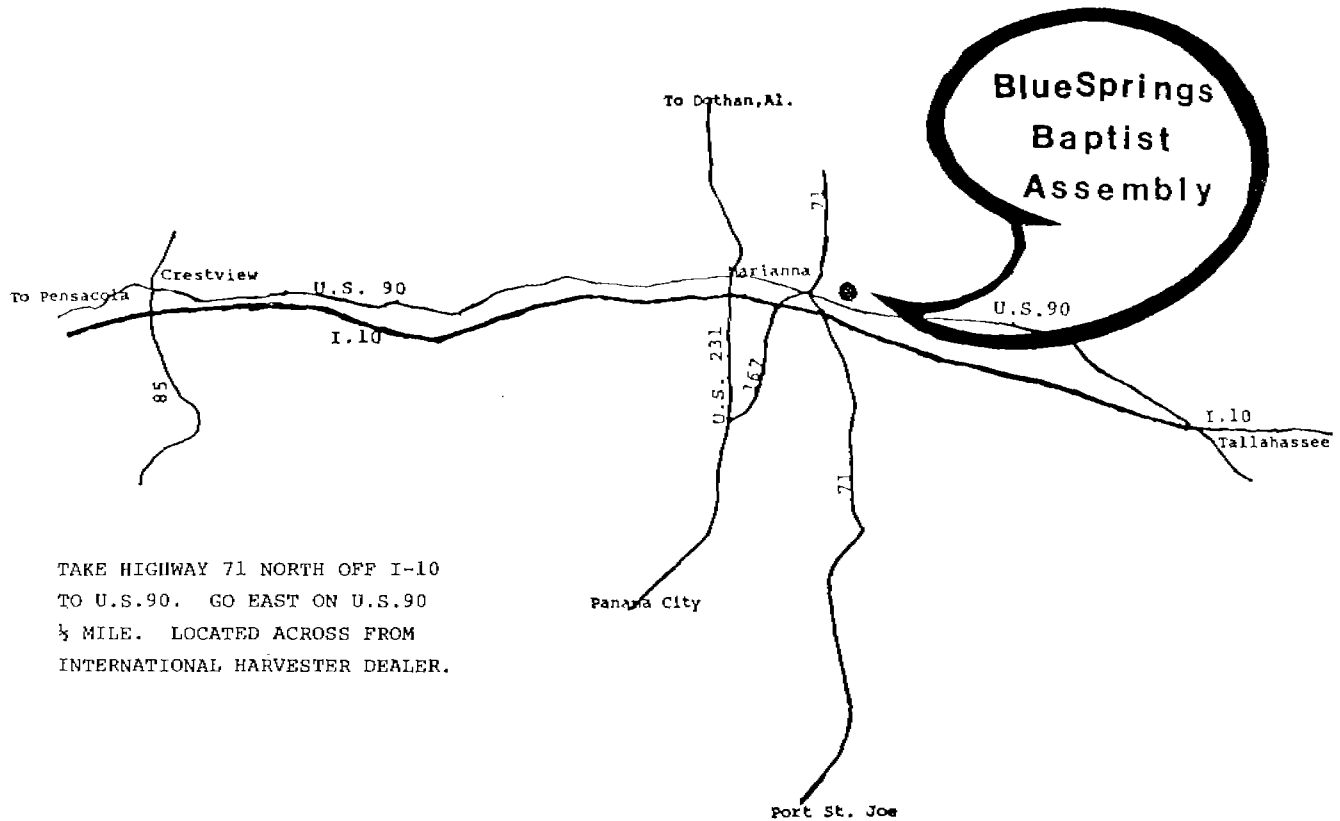 BlueSprings
Baptist
Assembly
To Dothan,Al.
71
Marianna
Crestview
To Pensacola
U.S. 90
U.S.90
I.10
U.S. 231
167
85
I.10
Tallahassee
71
TAKE HIGHWAY 71 NORTH OFF I-10
TO U.S.90. GO EAST ON U.S.90
MILE. LOCATED ACROSS FROM
INTERNATIONAL HARVESTER DEALER.
Panama City
Port St. Joe